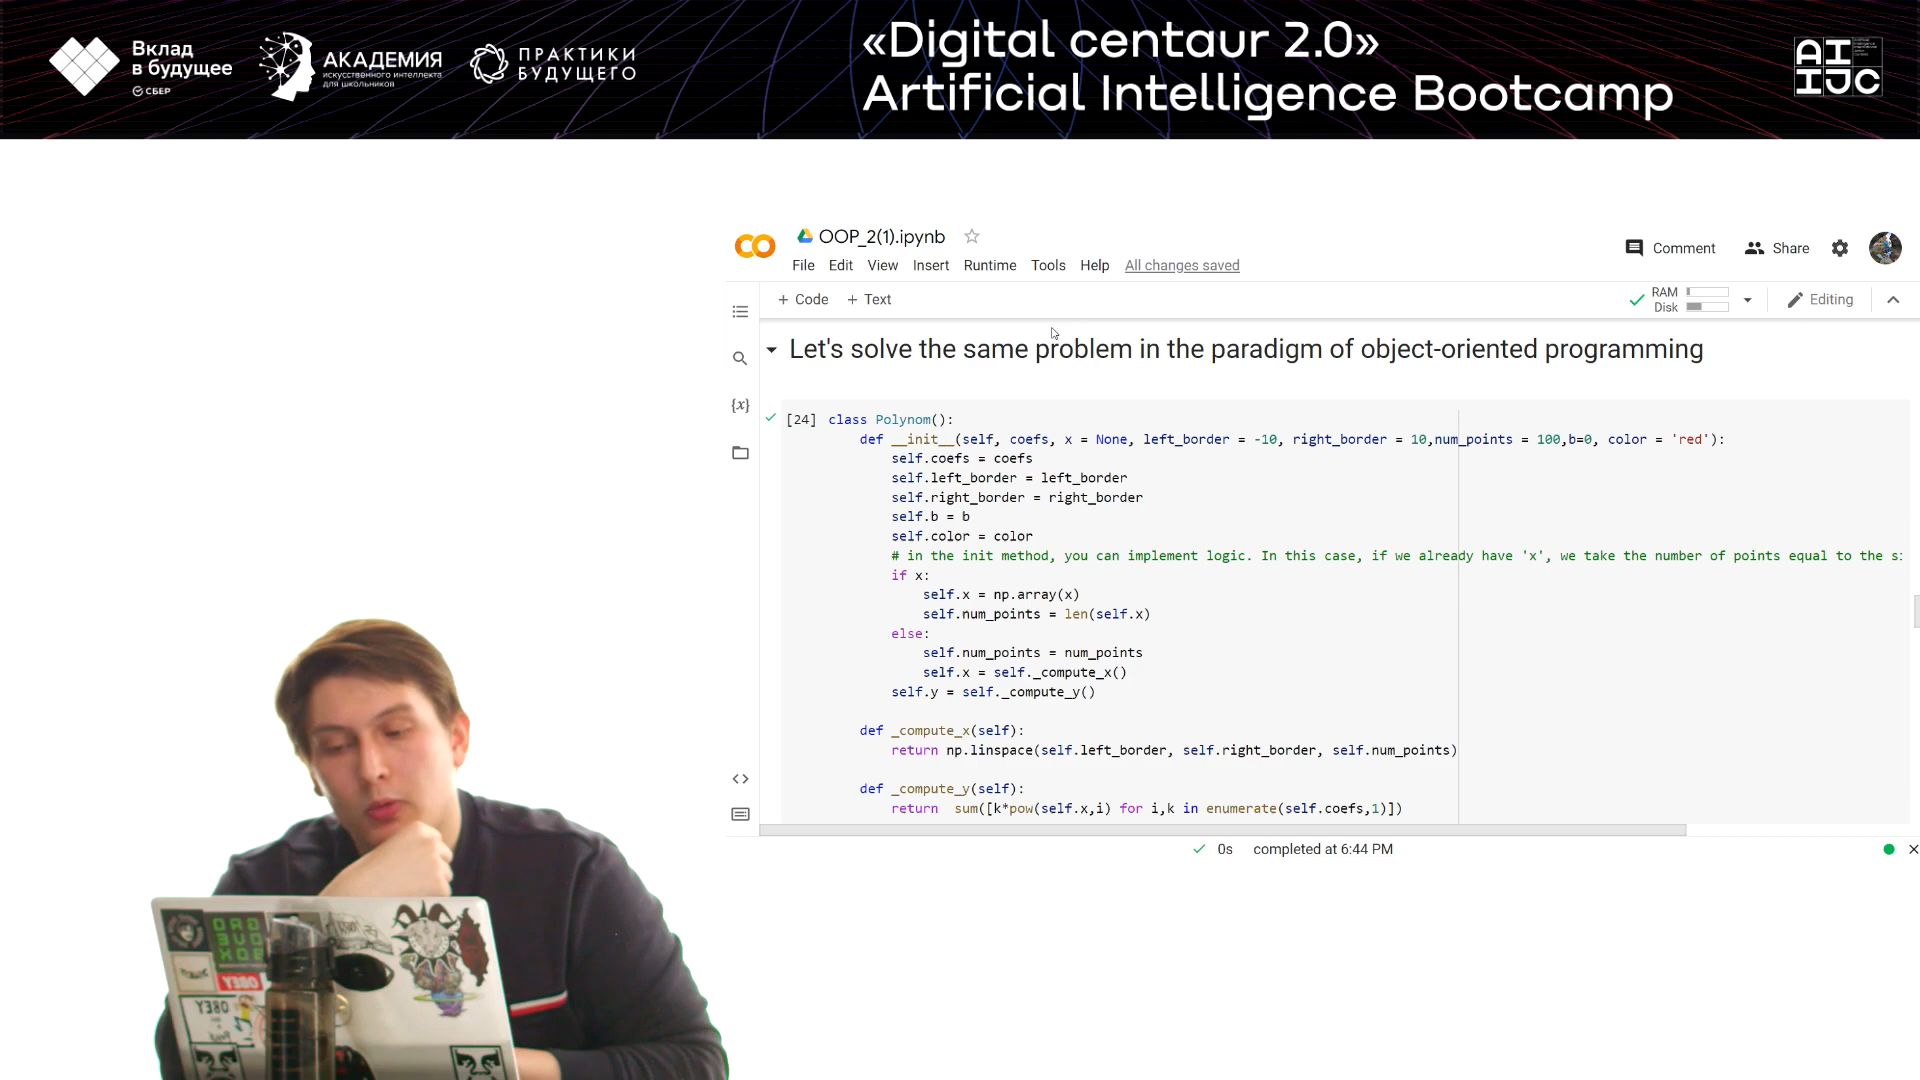 Вклад
в будущее
СБЕР
АКАДЕМИЯ
искусственного интеллекта
для школьников
ПРАКТИКИ
БУДУЩЕГО
«Digital centaur 2.0»
Artificial Intelligence Bootcamp
AI
IJC
OOP_2(1).ipynb
Comment
Share
File Edit View Insert Runtime Tools Help All changes saved
+ Code + Text
RAM
Disk
Editing
Let's solve the same problem in the paradigm of object-oriented programming
{x}
[24] class Polynom():
def __init__(self, coefs, x = None, left_border = -10, right_border = 10,num_points = 100,b=0, color = 'red'):
self.coefs = coefs
self.left_border = left_border
self.right_border = right_border
self.b = b
self.color = color
# in the init method, you can implement logic. In this case, if we already have 'x', we take the number of points equal to the
if x:
self.x = np.array(x)
self.num_points = len(self.x)
else:
self.num_points = num_points
self.x = self._compute_x()
self.y = self._compute_y()
def _compute_x(self):
return np.linspace(self.left_border, self.right_border, self.num_points)
def _compute_y(self):
return  sum([k*pow(self.x,i) for i,k in enumerate(self.coefs,1)])
0s completed at 6:44 PM
OBEY
OBEY